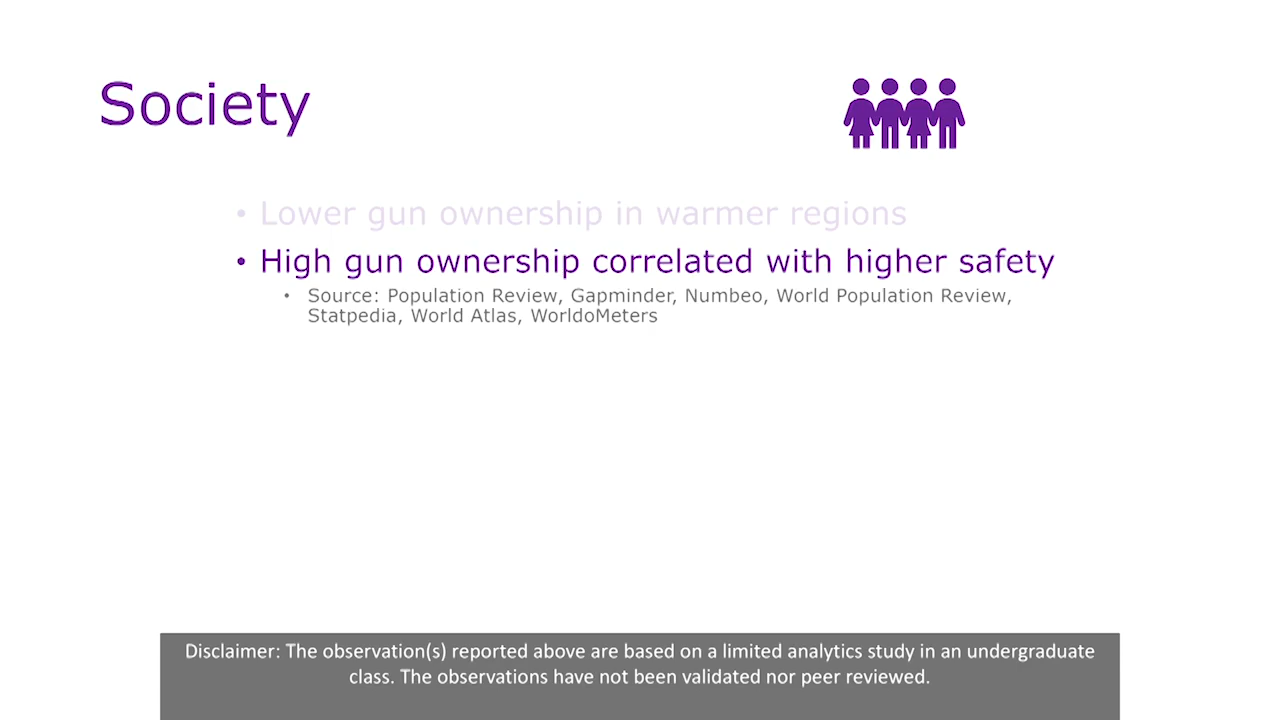 Society
• Lower gun ownership in warmer regions
• High gun ownership correlated with higher safety
• Source: Population Review, Gapminder, Numbeo, World Population Review,
Statpedia, World Atlas, WorldoMeters
Disclaimer: The observation(s) reported above are based on a limited analytics study in an undergraduate
class. The observations have not been validated nor peer reviewed.